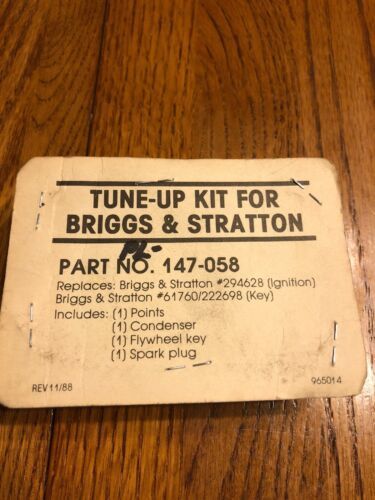 TUNE-UP KIT FOR
BRIGGS & STRATTON
PL-
PART NO. 147-058
Replaces: Briggs & Stratton #294628 (Ignition)
Briggs & Stratton #61760/222698 (Key)
Includes: (1) Points
(1) Condenser
(1) Flywheel key
(1) Spark plug
REV 11/88 965014